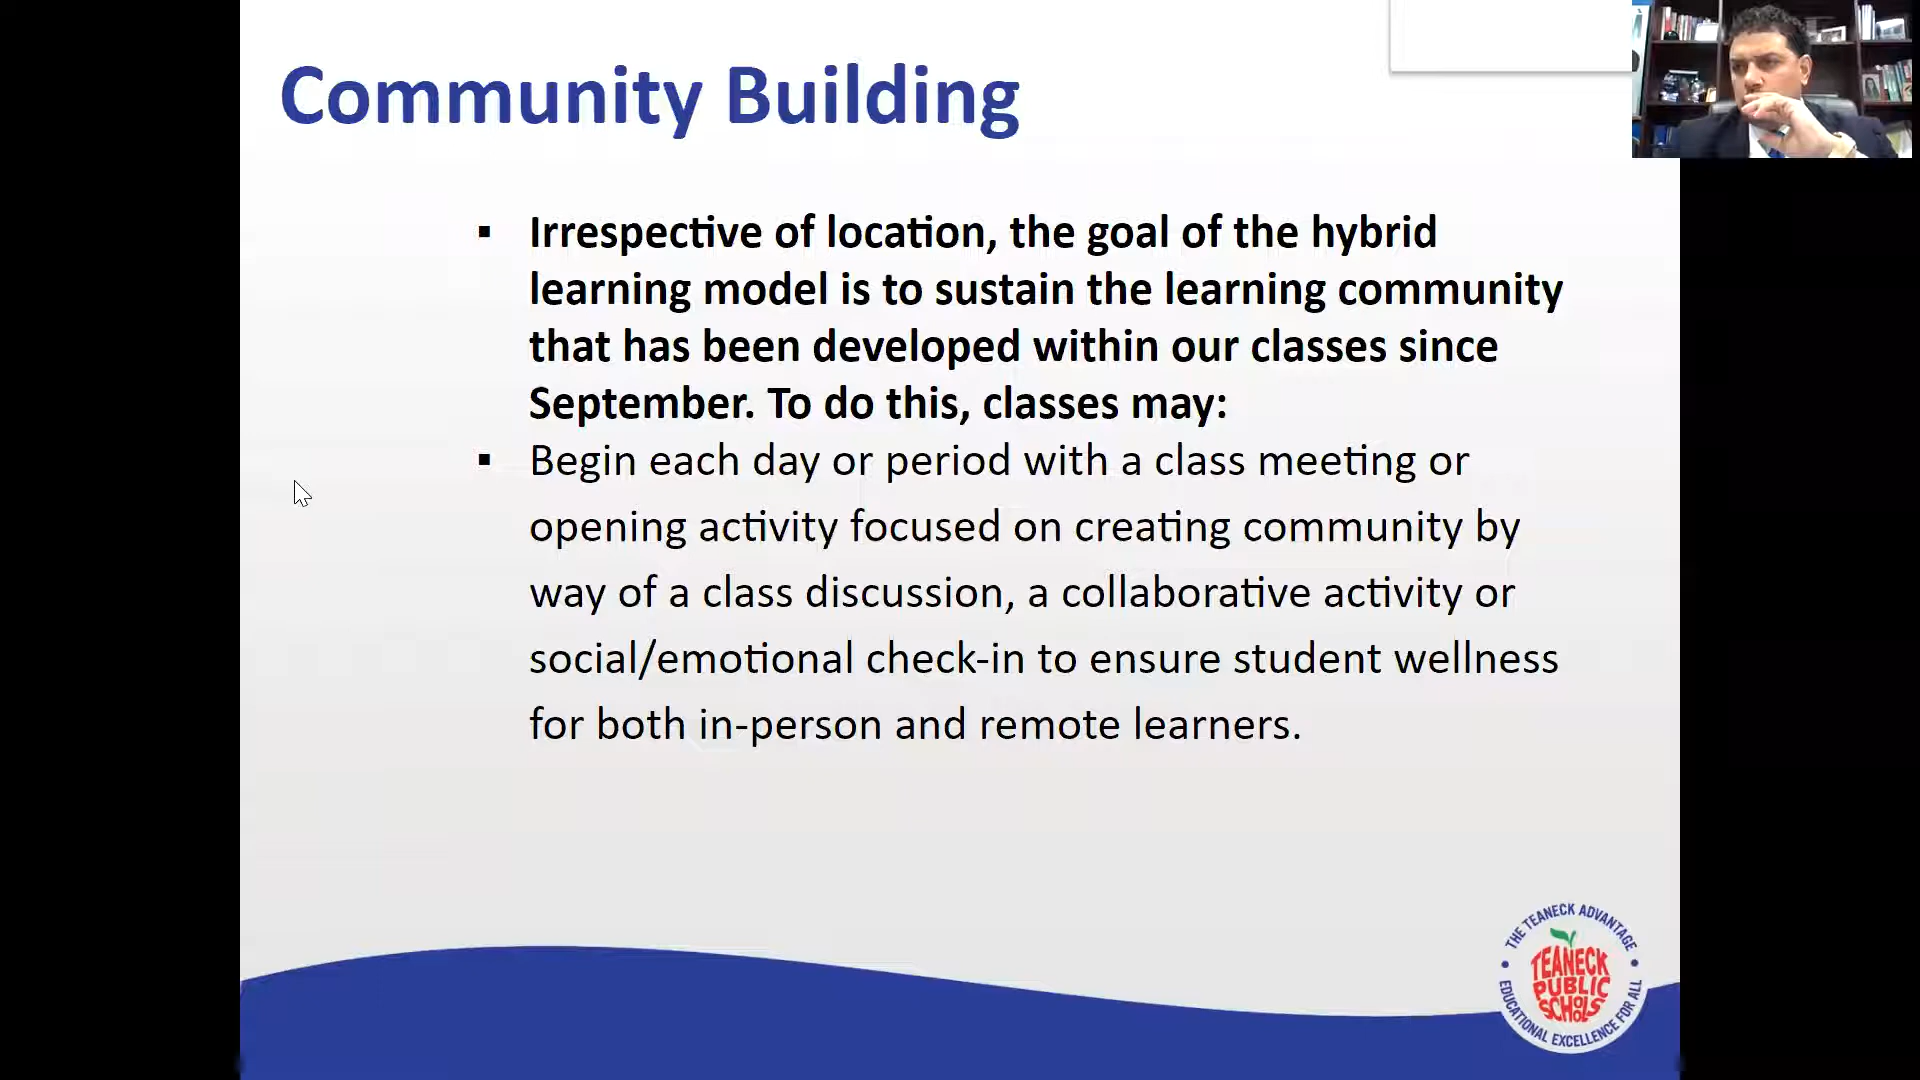 Community Building
▪ Irrespective of location, the goal of the hybrid
learning model is to sustain the learning community
that has been developed within our classes since
September. To do this, classes may:
▪ Begin each day or period with a class meeting or
opening activity focused on creating community by
way of a class discussion, a collaborative activity or
social/emotional check-in to ensure student wellness
for both in-person and remote learners.
THE TEANECK ADVANTAGE
TEANECK
PUBLIC
SCHOOLS
EDUCATIONAL EXCELLENCE FOR ALL